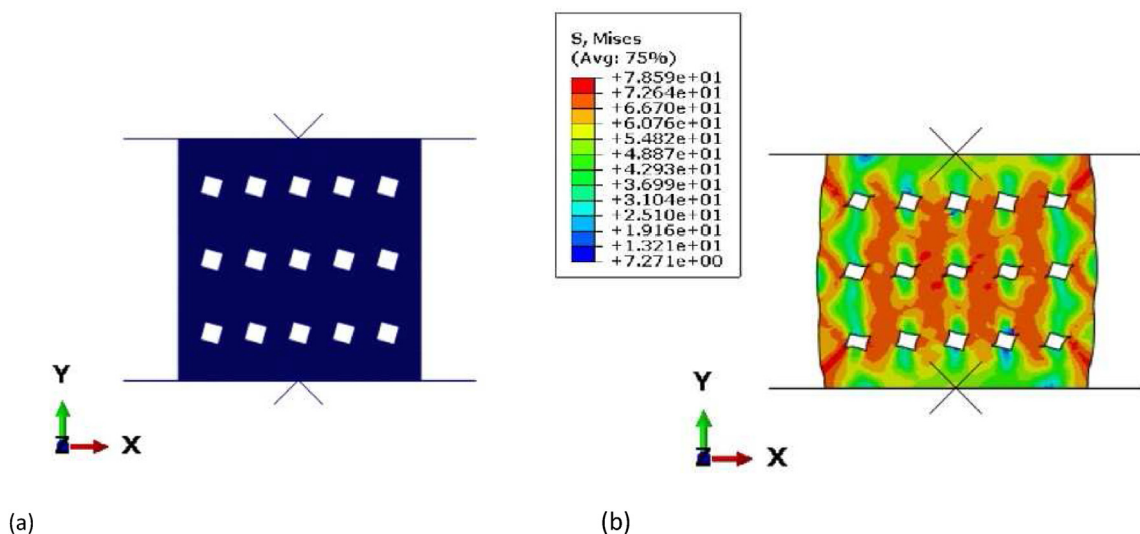 S, Mises
(Avg: 75%)
+7.859e+01
+7.264e+01
+6.670e+01
+6.076e+01
+5.482e+01
+4.887e+01
+4.293e+01
+3.699e+01
+3.104e+01
+2.510e+01
+1.916e+01
+1.321e+01
+7.271e+00
Y
Z
X
Y
Z
X
(a)
(b)